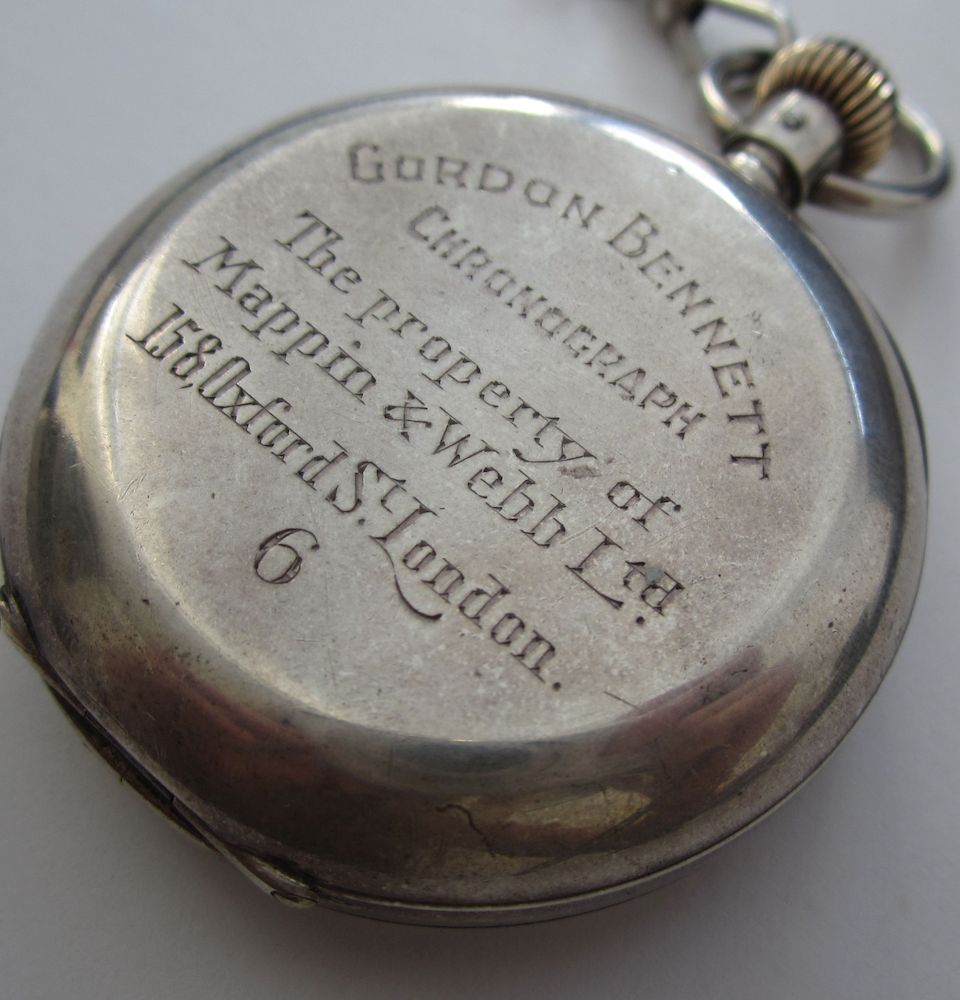 GORDON BENNETT
CHRONOGRAPH
The property of
Mappin & Webb Ltd.
158, Oxford St. London.
6